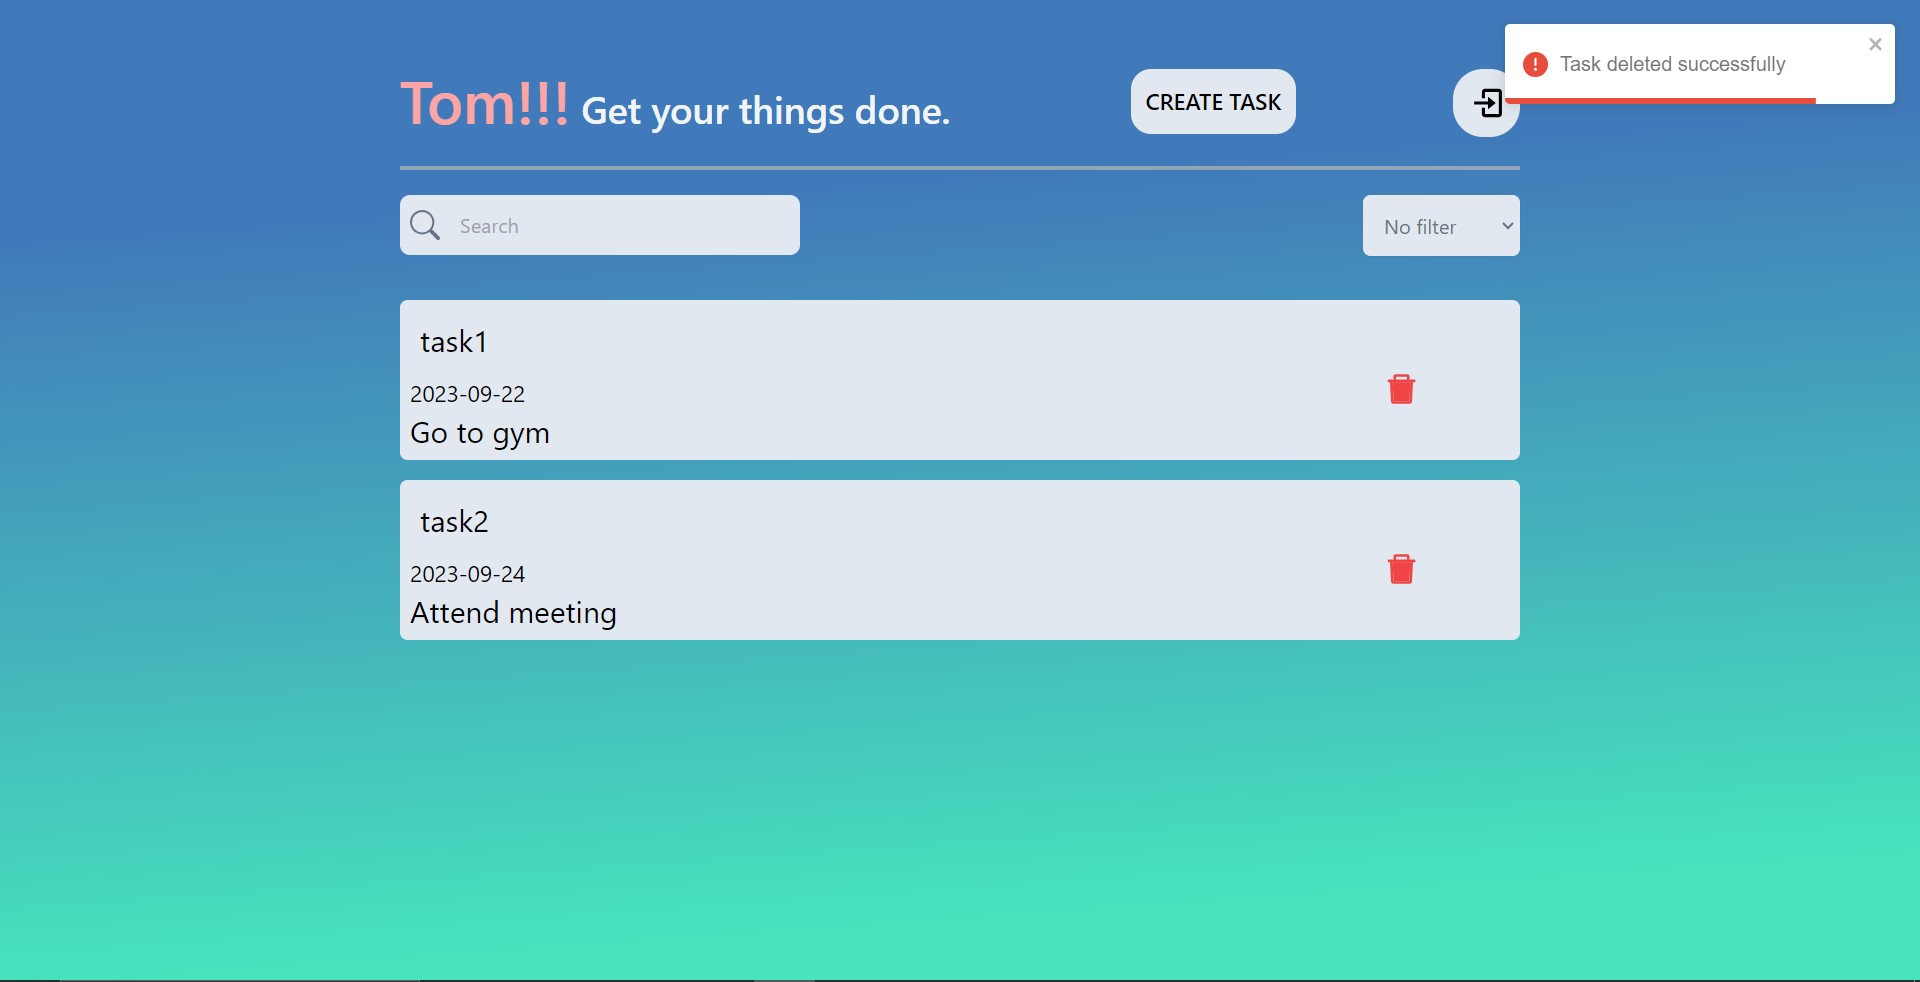 Task deleted successfully
Tom!!! Get your things done.
CREATE TASK
Search
No filter
task1
2023-09-22
Go to gym
task2
2023-09-24
Attend meeting